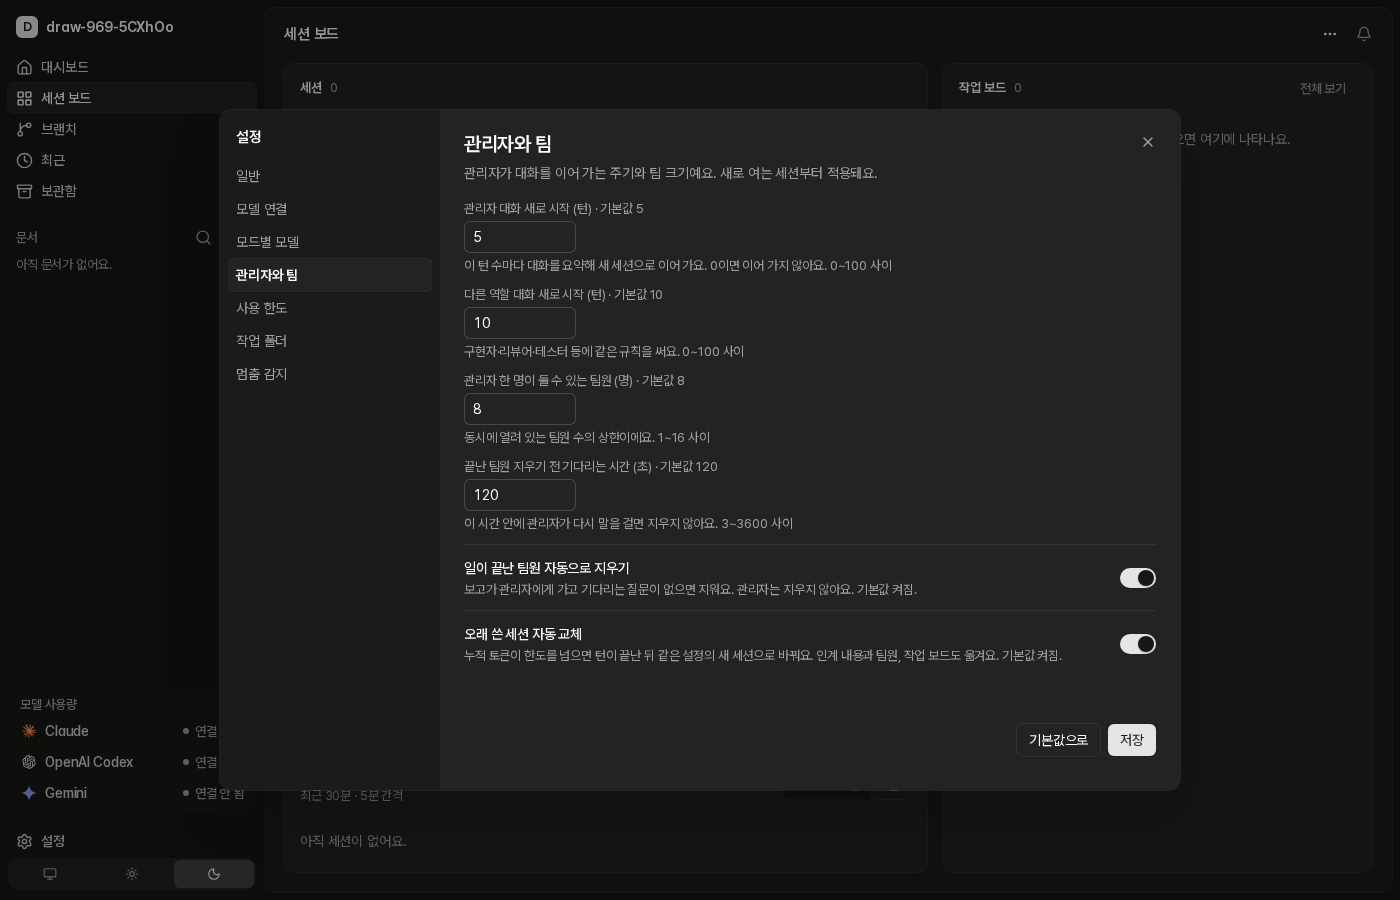 D draw-969-5CXhOo
대시보드
세션 보드
브랜치
최근
보관함
문서
아직 문서가 없어요.
모델 사용량
Claude 연결
OpenAI Codex 연결
Gemini 연결 안 됨
설정
세션 보드
세션 0
작업 보드 0 전체 보기
으면 여기에 나타나요.
설정
일반
모델 연결
모드별 모델
관리자와 팀
사용 한도
작업 폴더
멈춤 감지
관리자와 팀
관리자가 대화를 이어 가는 주기와 팀 크기예요. 새로 여는 세션부터 적용돼요.
관리자 대화 새로 시작 (턴) · 기본값 5
5
이 턴 수마다 대화를 요약해 새 세션으로 이어 가요. 0이면 이어 가지 않아요. 0~100 사이
다른 역할 대화 새로 시작 (턴) · 기본값 10
10
구현자·리뷰어·테스터 등에 같은 규칙을 써요. 0~100 사이
관리자 한 명이 둘 수 있는 팀원 (명) · 기본값 8
8
동시에 열려 있는 팀원 수의 상한이에요. 1~16 사이
끝난 팀원 지우기 전 기다리는 시간 (초) · 기본값 120
120
이 시간 안에 관리자가 다시 말을 걸면 지우지 않아요. 3~3600 사이
일이 끝난 팀원 자동으로 지우기
보고가 관리자에게 가고 기다리는 질문이 없으면 지워요. 관리자는 지우지 않아요. 기본값 켜짐.
오래 쓴 세션 자동 교체
누적 토큰이 한도를 넘으면 턴이 끝난 뒤 같은 설정의 새 세션으로 바꿔요. 인계 내용과 팀원, 작업 보드도 옮겨요. 기본값 켜짐.
기본값으로 저장
최근 30분 · 5분 간격
아직 세션이 없어요.